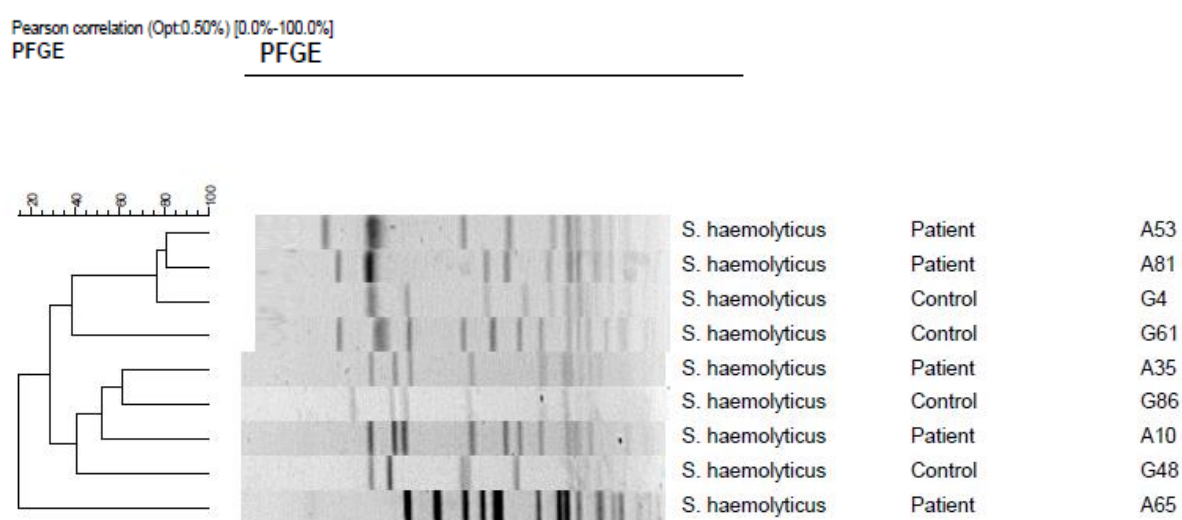 Pearson correlation (Opt:0.50%) [0.0%-100.0%]
PFGE PFGE
20 40 60 80 100
S. haemolyticus Patient A53
S. haemolyticus Patient A81
S. haemolyticus Control G4
S. haemolyticus Control G61
S. haemolyticus Patient A35
S. haemolyticus Control G86
S. haemolyticus Patient A10
S. haemolyticus Control G48
S. haemolyticus Patient A65